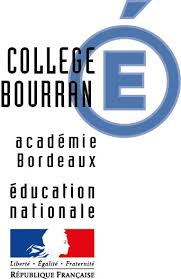 COLLEGE
BOURRAN
É
académie
Bordeaux
éducation
nationale
Liberté • Égalité • Fraternité
RÉPUBLIQUE FRANÇAISE